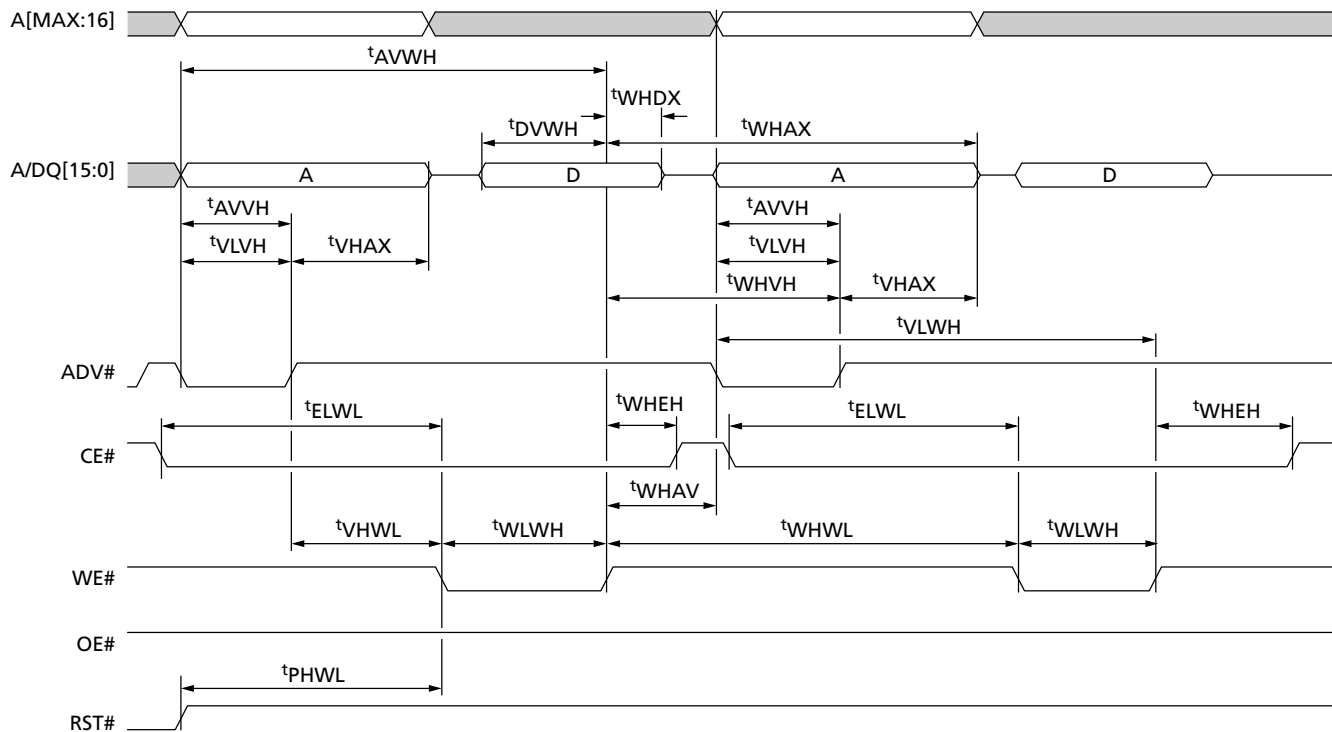 A[MAX:16]
tAVWH
tWHDX
tDVWH
tWHAX
A/DQ[15:0]
A
D
A
D
tAVVH
tAVVH
tVLVH
tVHAX
tVLVH
tWHVH
tVHAX
tVLWH
ADV#
tELWL
tWHEH
tELWL
tWHEH
CE#
tWHAV
tVHWL
tWLWH
tWHWL
tWLWH
WE#
OE#
tPHWL
RST#